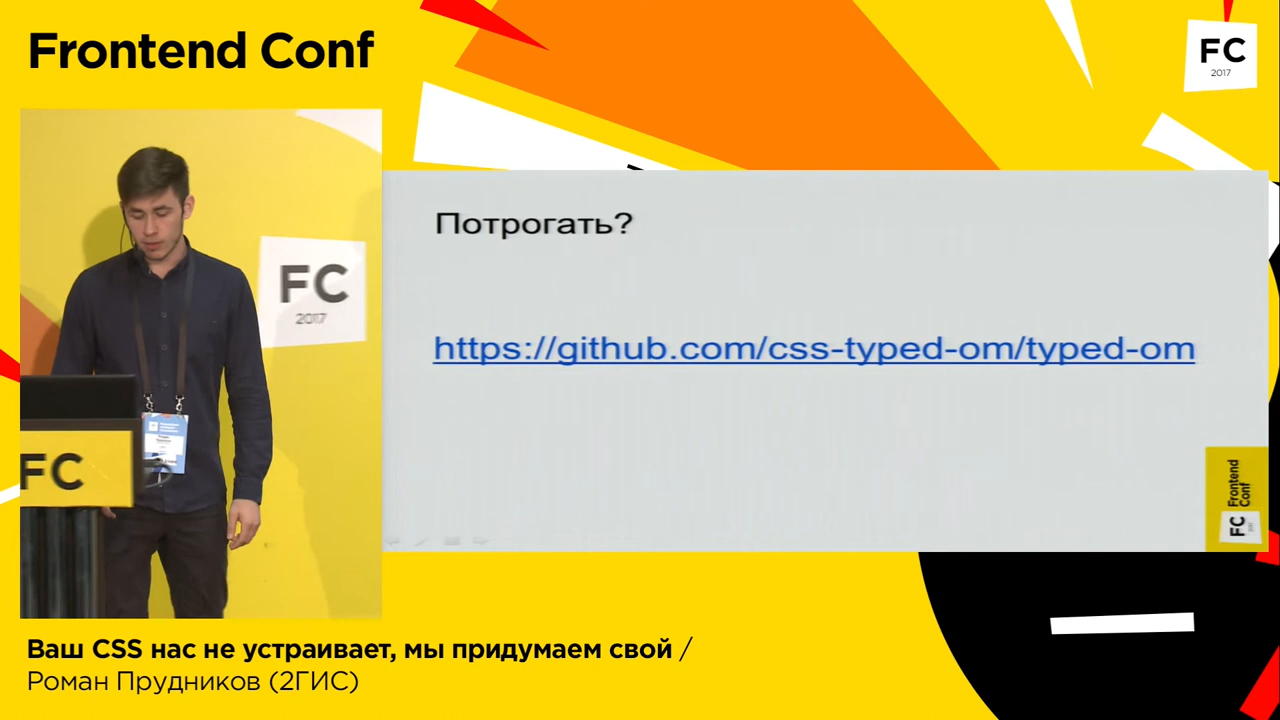 Frontend Conf
FC
2017
FC
2017
FC
Потрогать?
https://github.com/css-typed-om/typed-om
Frontend
Conf
FC
Ваш CSS нас не устраивает, мы придумаем свой /
Роман Прудников (2ГИС)